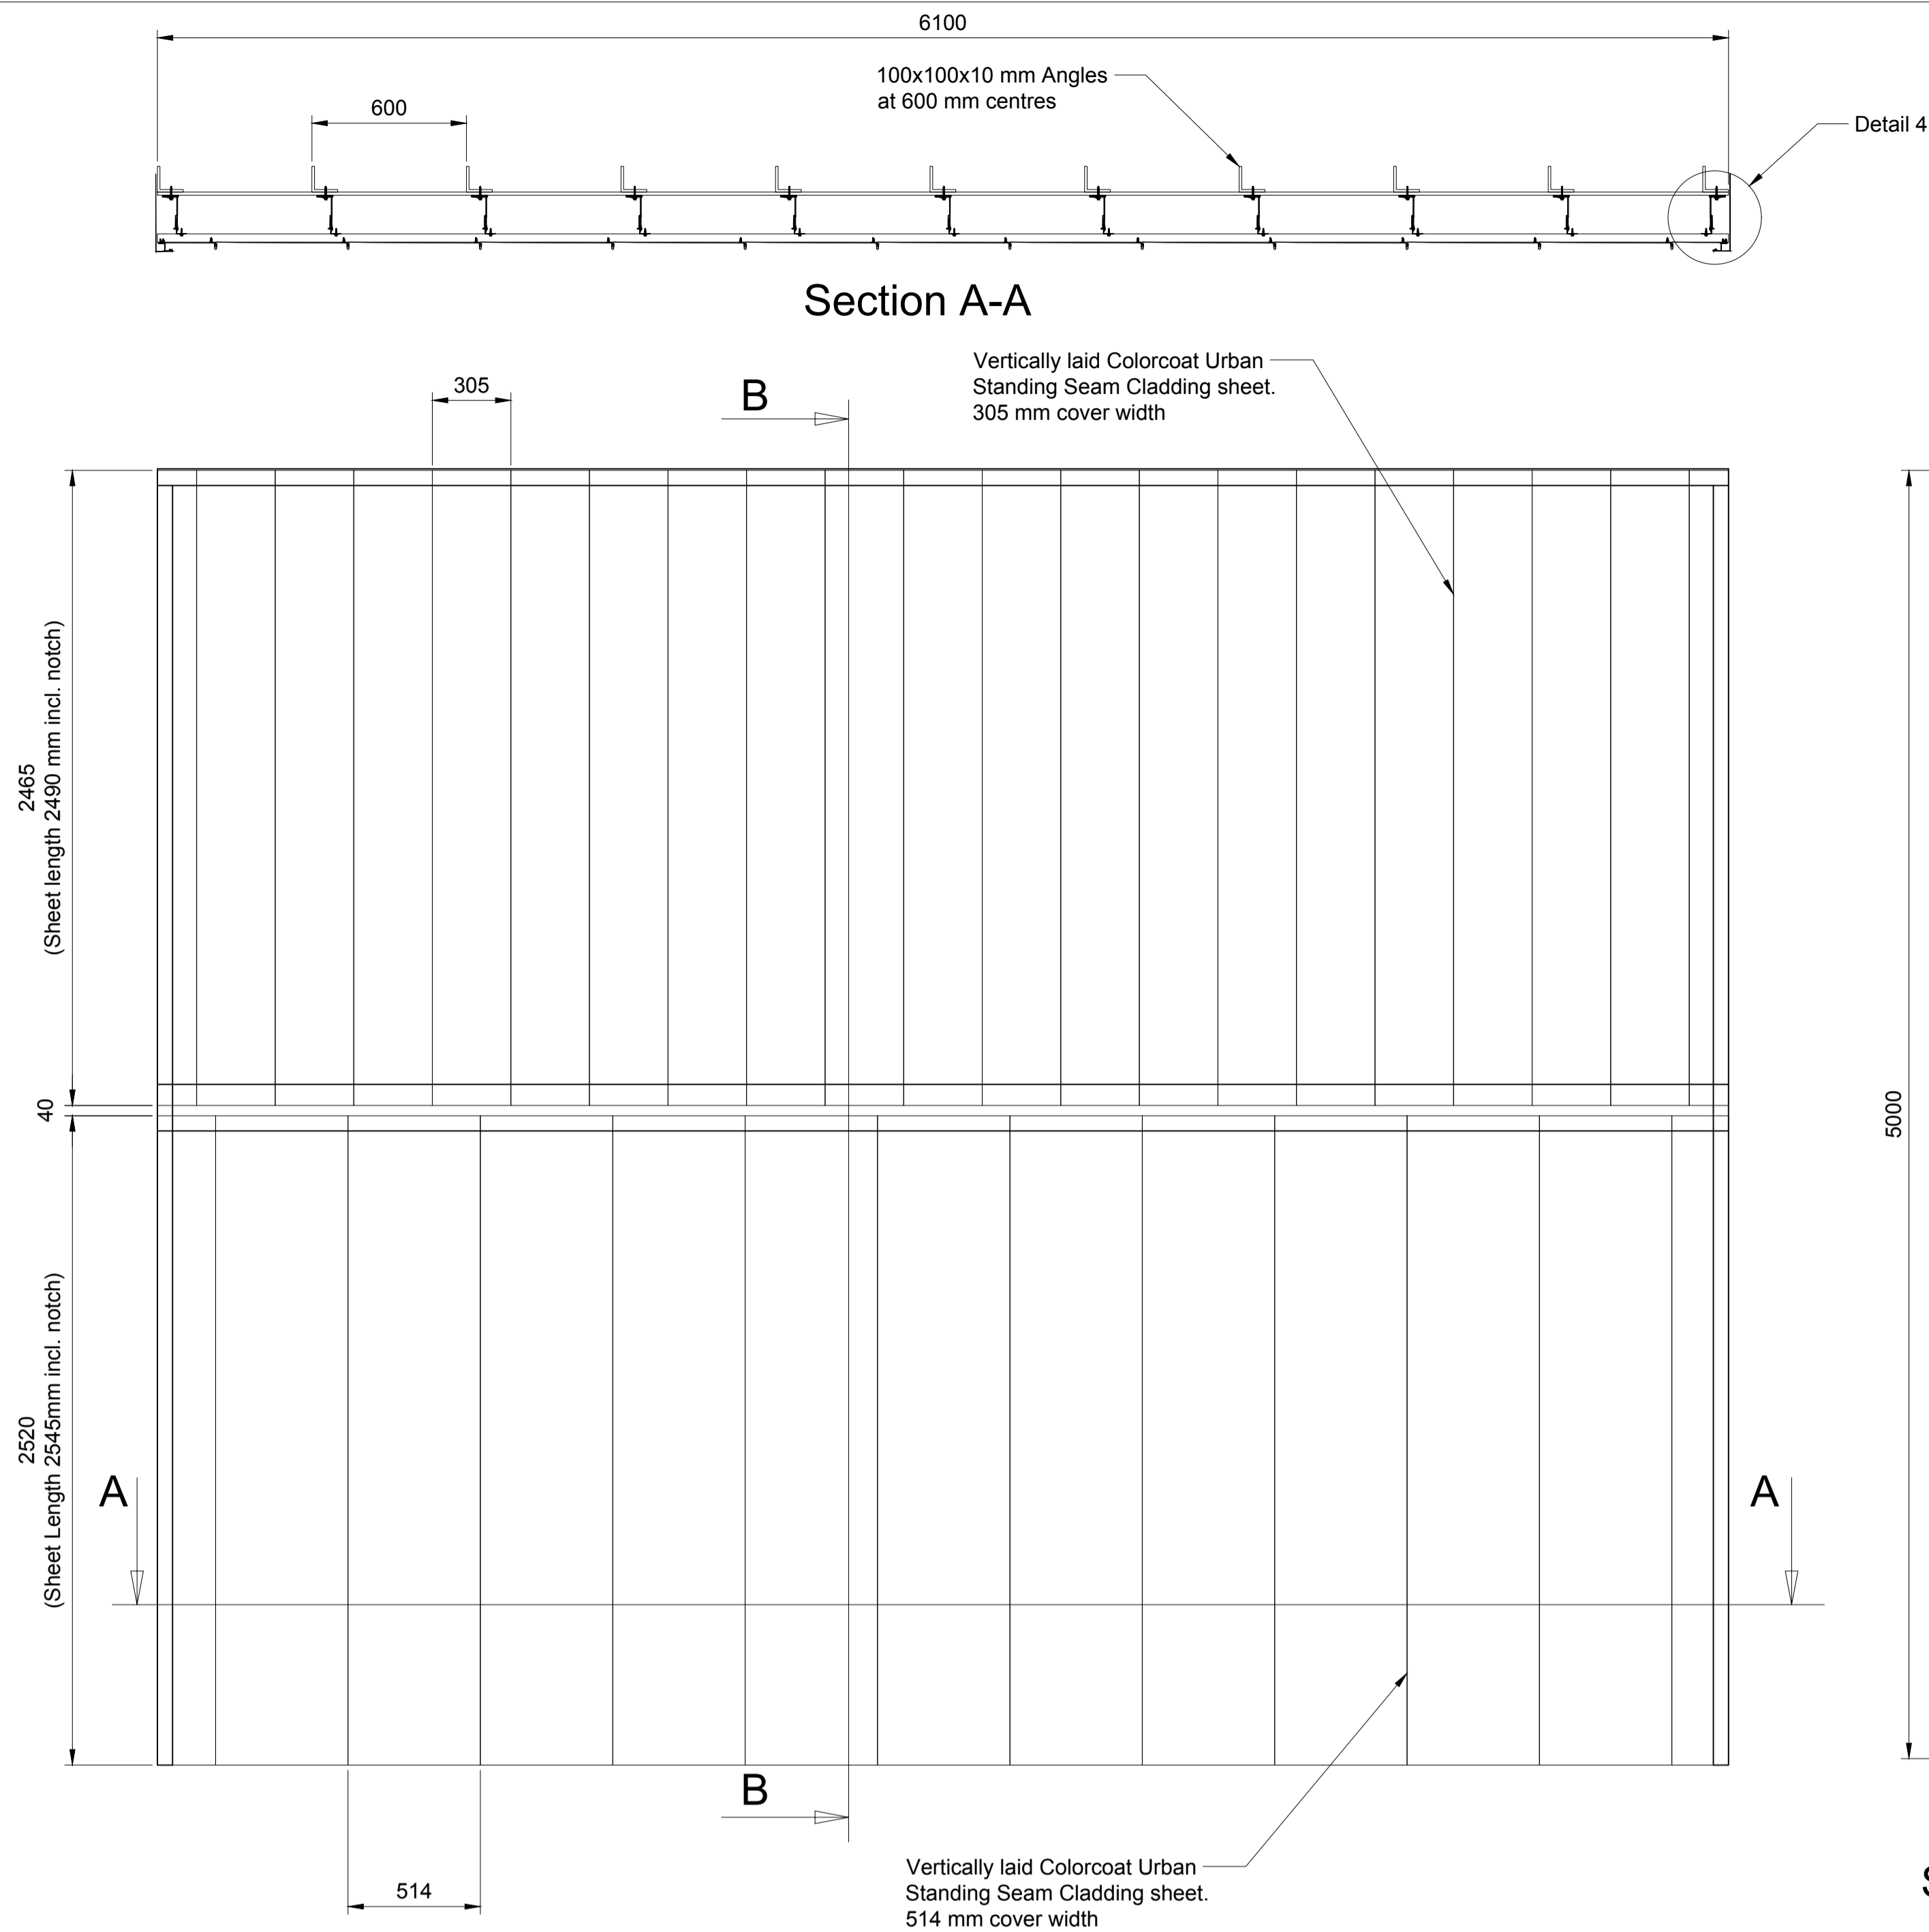 6100
100x100x10 mm Angles
at 600 mm centres
600
Detail 4
Section A-A
Vertically laid Colorcoat Urban
Standing Seam Cladding sheet.
305 mm cover width
305
B
2465
(Sheet length 2490 mm incl. notch)
40
5000
2520
(Sheet Length 2545mm incl. notch)
A
A
B
514
Vertically laid Colorcoat Urban
Standing Seam Cladding sheet.
514 mm cover width